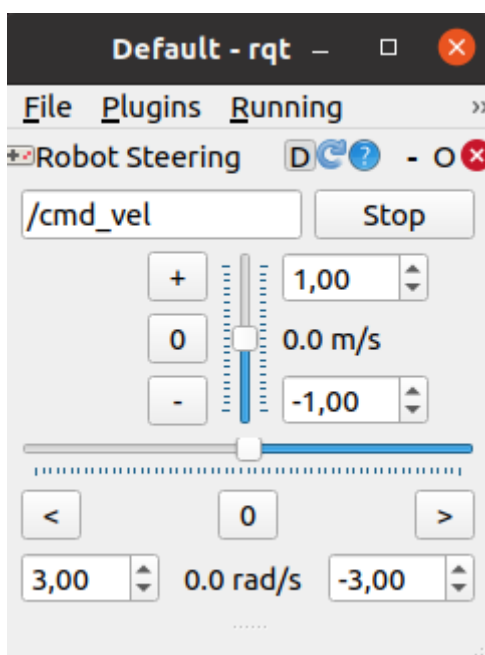 Default - rqt
File Plugins Running »
Robot Steering D ? - O
/cmd_vel Stop
+ 1,00
0 0.0 m/s
- -1,00
< 0 >
3,00 0.0 rad/s -3,00